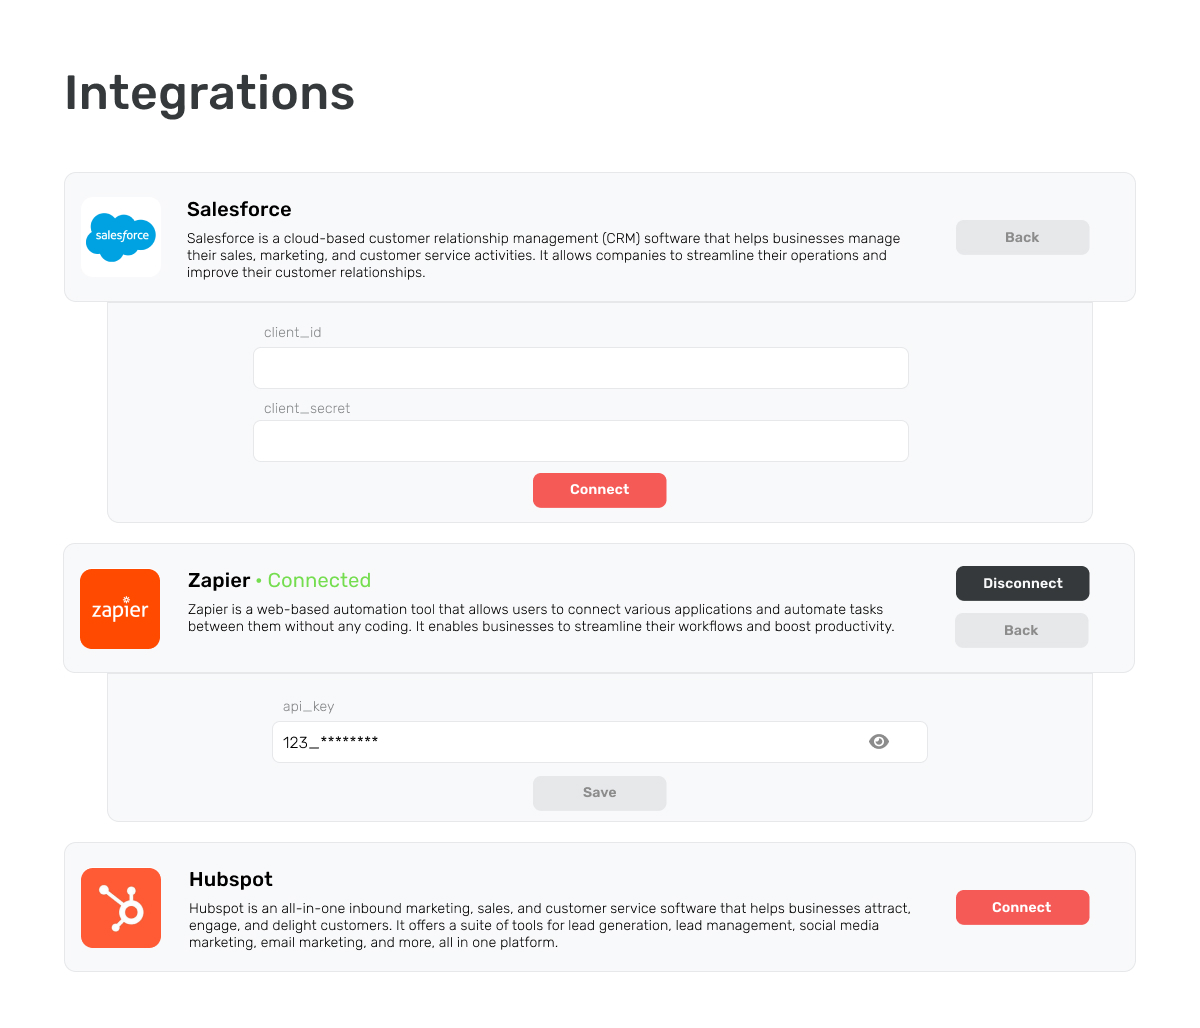 Integrations
salesforce
Salesforce
Salesforce is a cloud-based customer relationship management (CRM) software that helps businesses manage
their sales, marketing, and customer service activities. It allows companies to streamline their operations and
improve their customer relationships.
Back
client_id
client_secret
Connect
zapier
Zapier • Connected
Zapier is a web-based automation tool that allows users to connect various applications and automate tasks
between them without any coding. It enables businesses to streamline their workflows and boost productivity.
Disconnect
Back
api_key
123_********
Save
Hubspot
Hubspot is an all-in-one inbound marketing, sales, and customer service software that helps businesses attract,
engage, and delight customers. It offers a suite of tools for lead generation, lead management, social media
marketing, email marketing, and more, all in one platform.
Connect